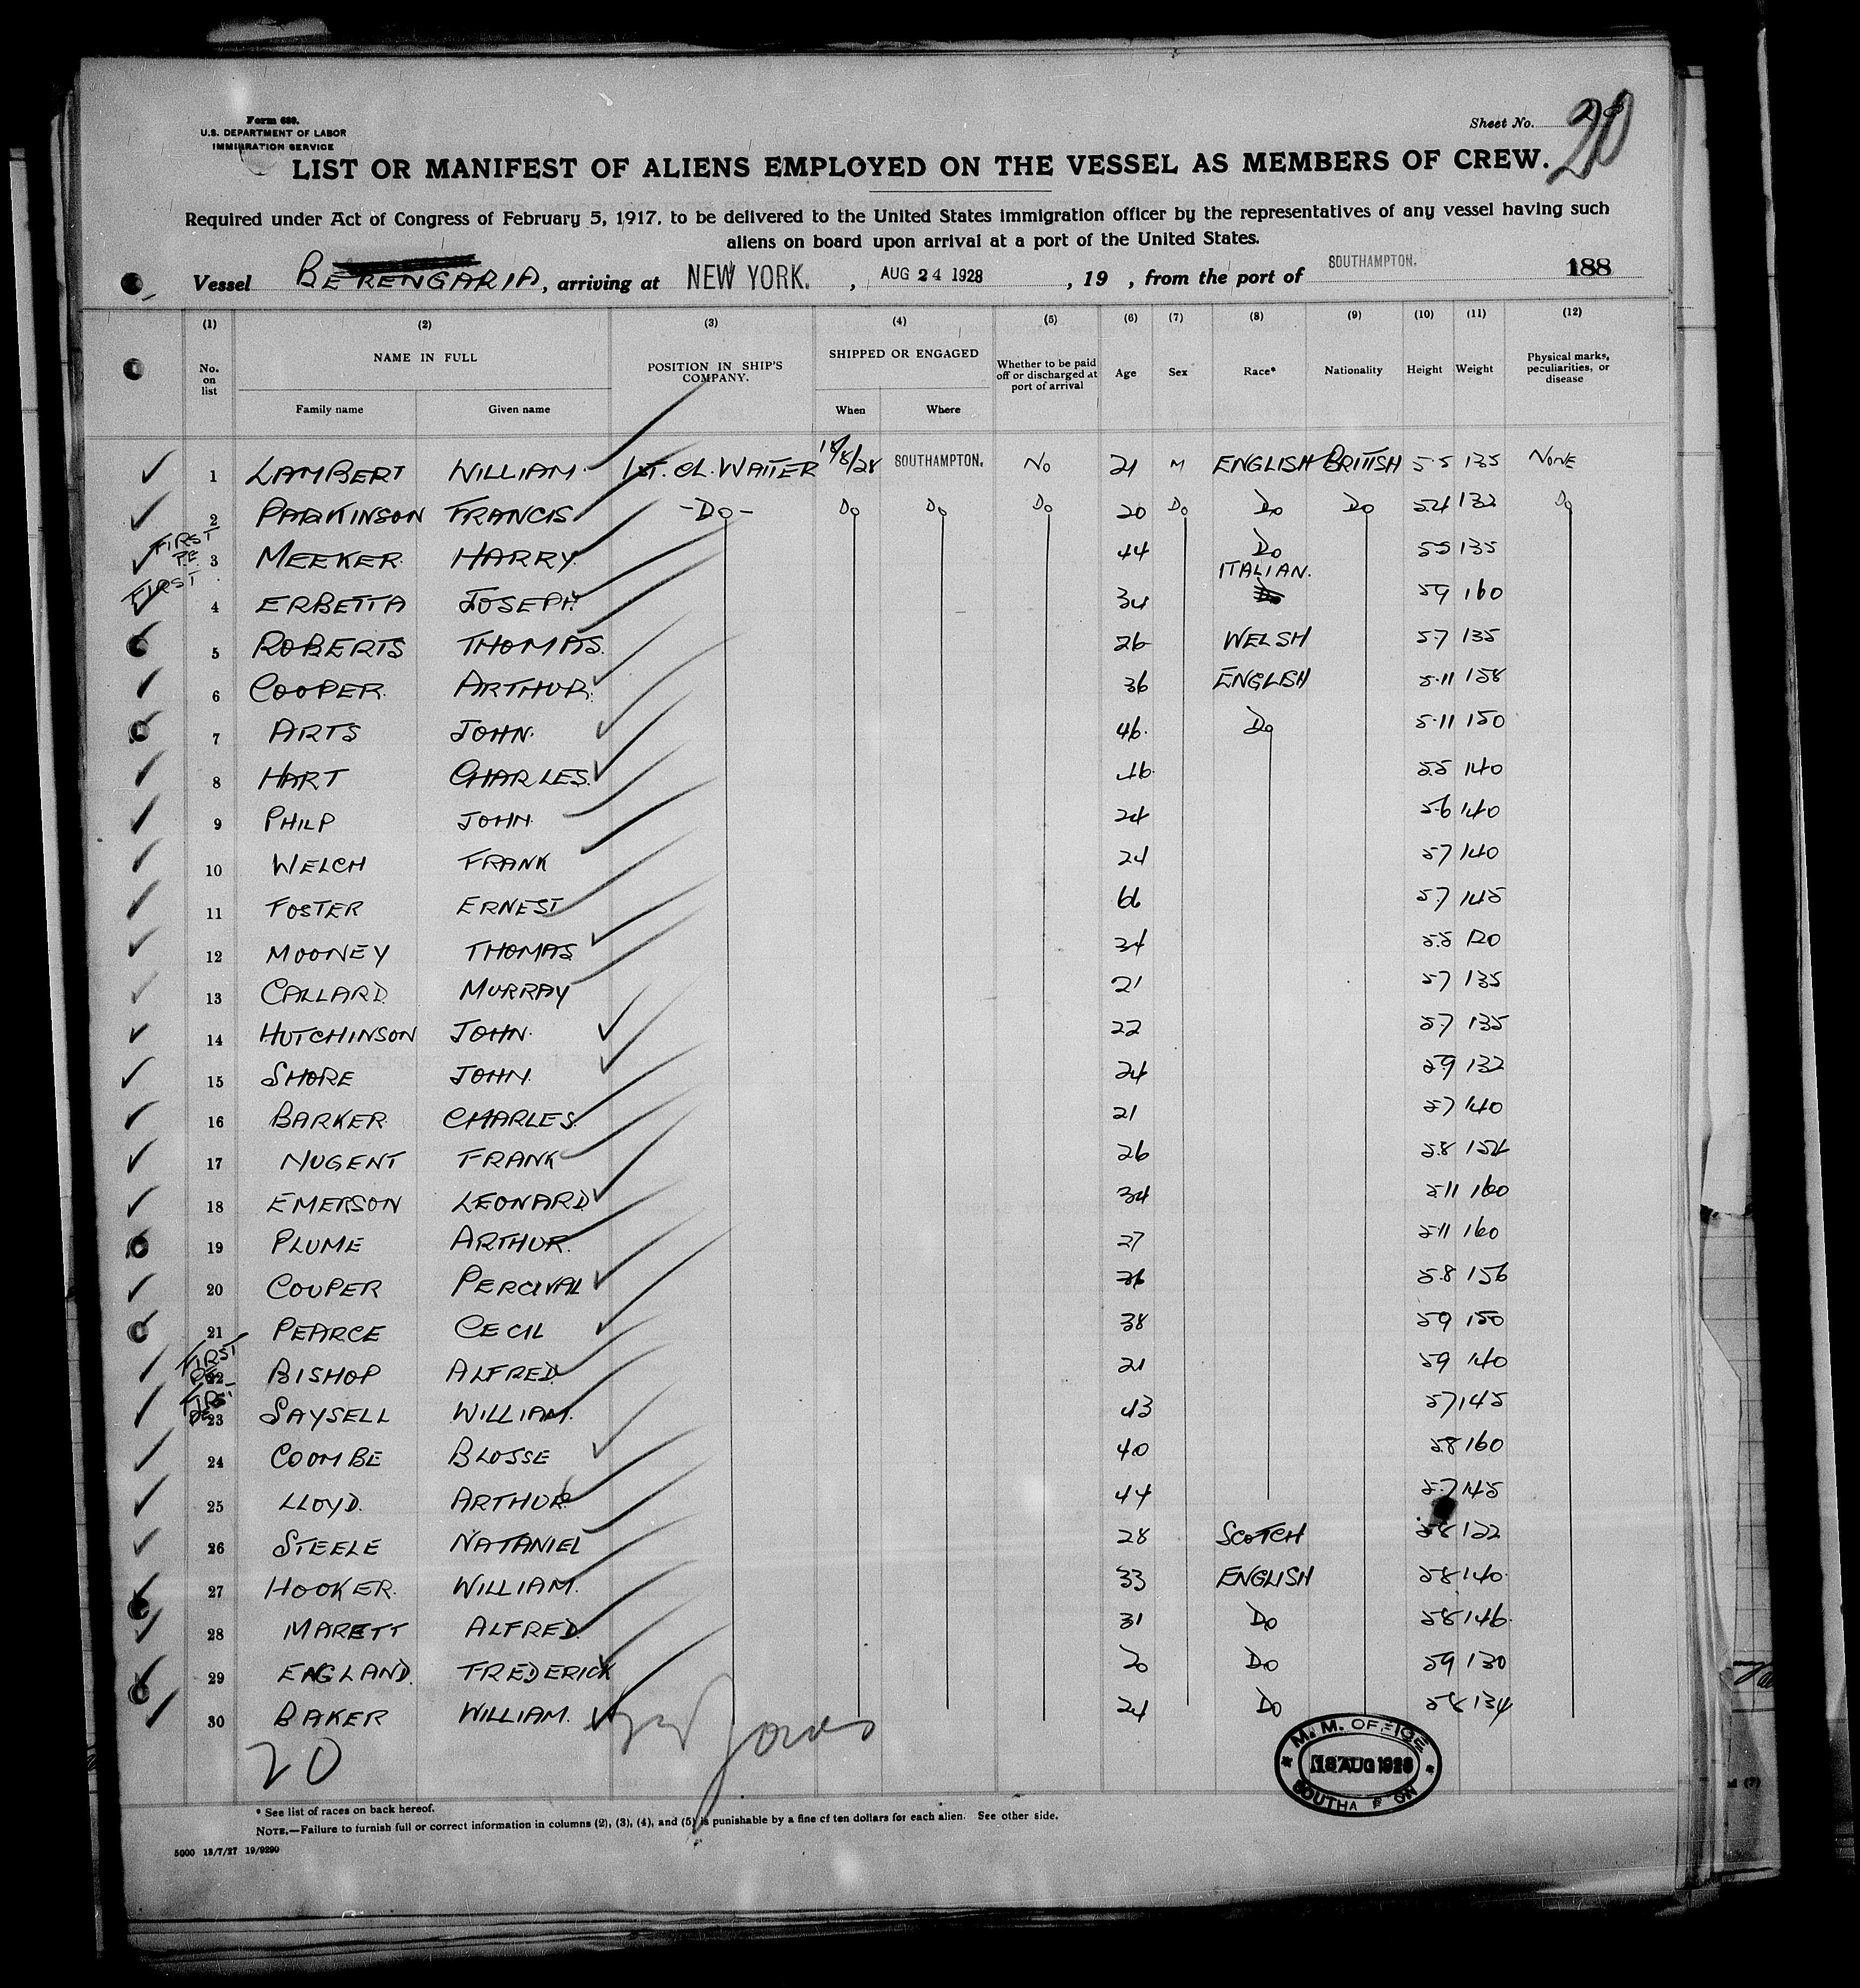 Form 689.
U.S. DEPARTMENT OF LABOR
IMMIGRATION SERVICE
Sheet No. 20
LIST OR MANIFEST OF ALIENS EMPLOYED ON THE VESSEL AS MEMBERS OF CREW.
Required under Act of Congress of February 5, 1917, to be delivered to the United States immigration officer by the representatives of any vessel having such
aliens on board upon arrival at a port of the United States.
Vessel BERENGARIA, arriving at NEW YORK. , AUG 24 1928 , 19 , from the port of SOUTHAMPTON. 188
(1) (2) (3) (4) (5) (6) (7) (8) (9) (10) (11) (12)
No. on list NAME IN FULL POSITION IN SHIP'S COMPANY. SHIPPED OR ENGAGED Whether to be paid off or discharged at port of arrival Age Sex Race* Nationality Height Weight Physical marks, peculiarities, or disease
Family name Given name When Where
1 LAMBERT WILLIAM 1ST. CL. WAITER 18/8/28 SOUTHAMPTON. No 21 M ENGLISH BRITISH 5 5 135 NONE
2 PARKINSON FRANCIS -Do- Do Do Do 20 Do Do Do 5.4 132 Do
FIRST P.E. 3 MEEKER HARRY 44 Do 5 5 135
FIRST 4 ERBETTA JOSEPH 34 ITALIAN. 5 9 160
5 ROBERTS THOMAS. 26 WELSH 5.7 135
6 COOPER ARTHUR. 36 ENGLISH 5.11 158
7 ARTS JOHN. 46. Do 5.11 150
8 HART CHARLES. 46. 5.5 140
9 PHILP JOHN 24 5.6 140
10 WELCH FRANK 24 5 7 140
11 FOSTER ERNEST 5.7 145
12 MOONEY THOMAS 34 5.5 120
13 CALLARD MURRAY 21 5 7 135
14 HUTCHINSON JOHN. 22 5.7 135
15 SHORE JOHN. 24 5 9 132
16 BARKER CHARLES. 21 5 7 140
17 NUGENT FRANK 26 5.8
18 EMERSON LEONARD 34 5 11 160
19 PLUME ARTHUR. 27 5 11 160
20 COUPER PERCIVAL 5.8 156
21 PEARCE CECIL 38 5 9 150
FIRST P.E. 22 BISHOP ALFRED 21 5 9 140
23 SAYSELL WILLIAM. 43 5 7 145
24 COOMBE BLOSSE 40 5 8 160
25 LLOYD. ARTHUR 44 5.7 145
26 STEELE NATANIEL 28 SCOTCH 5 8 122
27 HOOKER. WILLIAM. 33 ENGLISH 5 8 140.
28 MARETT ALFRED. 31 Do 5 8 146.
29 ENGLAND. FREDERICK 20 Do 5 9 130
30 BAKER WILLIAM. 24 Do 5 8 134
20
M. M. OFFICE
18 AUG 1928
* See list of races on back hereof.
NOTE.—Failure to furnish full or correct information in columns (2), (3), (4), and (5) is punishable by a fine of ten dollars for each alien. See other side.
5000 13/7/27 19/9290